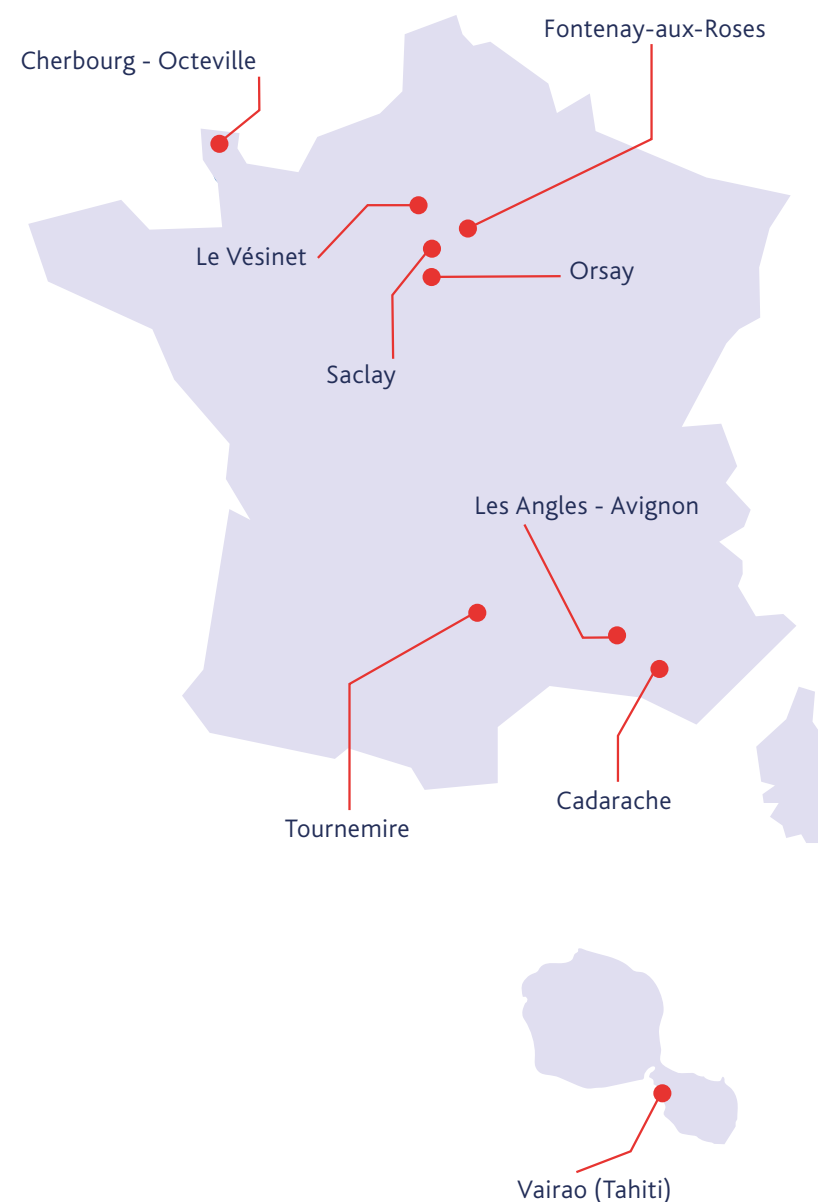 Fontenay-aux-Roses
Cherbourg - Octeville
Le Vésinet
Orsay
Saclay
Les Angles - Avignon
Cadarache
Tournemire
Vairao (Tahiti)